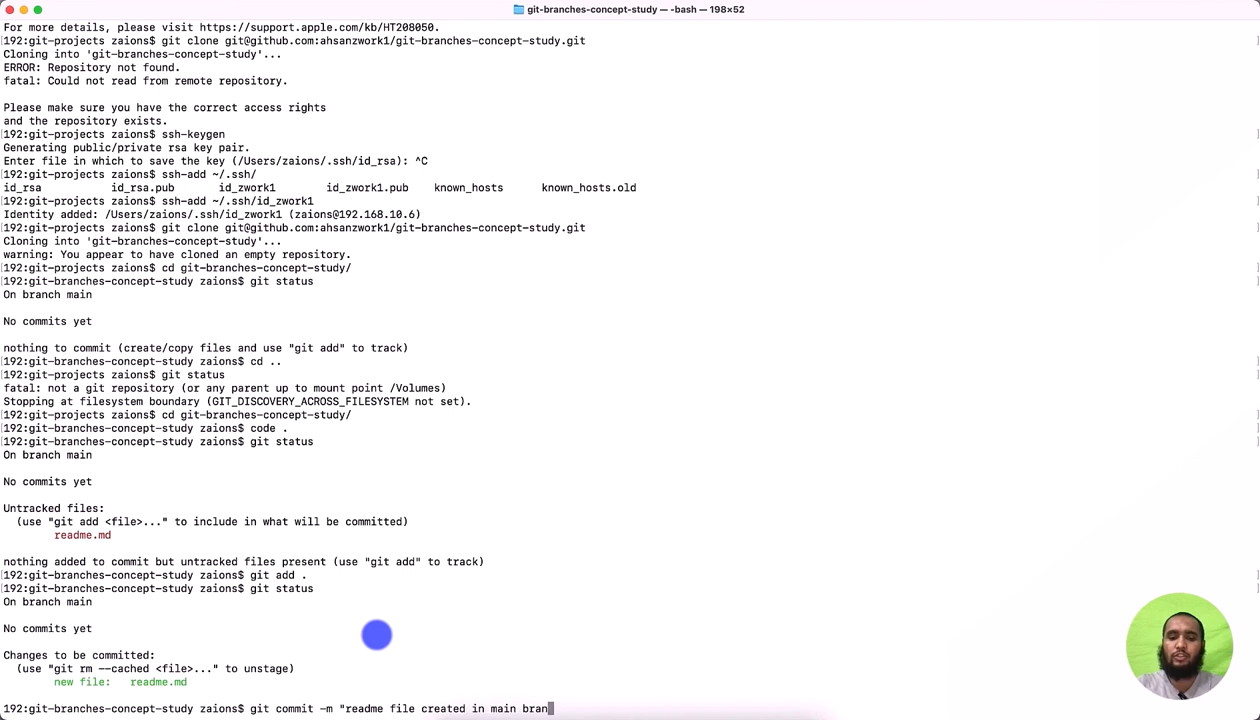 git-branches-concept-study — -bash — 198×52
For more details, please visit https://support.apple.com/kb/HT208050.
[192:git-projects zaions$ git clone git@github.com:ahsanzwork1/git-branches-concept-study.git
Cloning into 'git-branches-concept-study'...
ERROR: Repository not found.
fatal: Could not read from remote repository.
Please make sure you have the correct access rights
and the repository exists.
[192:git-projects zaions$ ssh-keygen
Generating public/private rsa key pair.
Enter file in which to save the key (/Users/zaions/.ssh/id_rsa): ^C
[192:git-projects zaions$ ssh-add ~/.ssh/
id_rsa id_rsa.pub id_zwork1 id_zwork1.pub known_hosts known_hosts.old
[192:git-projects zaions$ ssh-add ~/.ssh/id_zwork1
Identity added: /Users/zaions/.ssh/id_zwork1 (zaions@192.168.10.6)
[192:git-projects zaions$ git clone git@github.com:ahsanzwork1/git-branches-concept-study.git
Cloning into 'git-branches-concept-study'...
warning: You appear to have cloned an empty repository.
[192:git-projects zaions$ cd git-branches-concept-study/
[192:git-branches-concept-study zaions$ git status
On branch main
No commits yet
nothing to commit (create/copy files and use "git add" to track)
[192:git-branches-concept-study zaions$ cd ..
[192:git-projects zaions$ git status
fatal: not a git repository (or any parent up to mount point /Volumes)
Stopping at filesystem boundary (GIT_DISCOVERY_ACROSS_FILESYSTEM not set).
[192:git-projects zaions$ cd git-branches-concept-study/
[192:git-branches-concept-study zaions$ code .
[192:git-branches-concept-study zaions$ git status
On branch main
No commits yet
Untracked files:
(use "git add <file>..." to include in what will be committed)
readme.md
nothing added to commit but untracked files present (use "git add" to track)
[192:git-branches-concept-study zaions$ git add .
[192:git-branches-concept-study zaions$ git status
On branch main
No commits yet
Changes to be committed:
(use "git rm --cached <file>..." to unstage)
new file: readme.md
192:git-branches-concept-study zaions$ git commit -m "readme file created in main bran